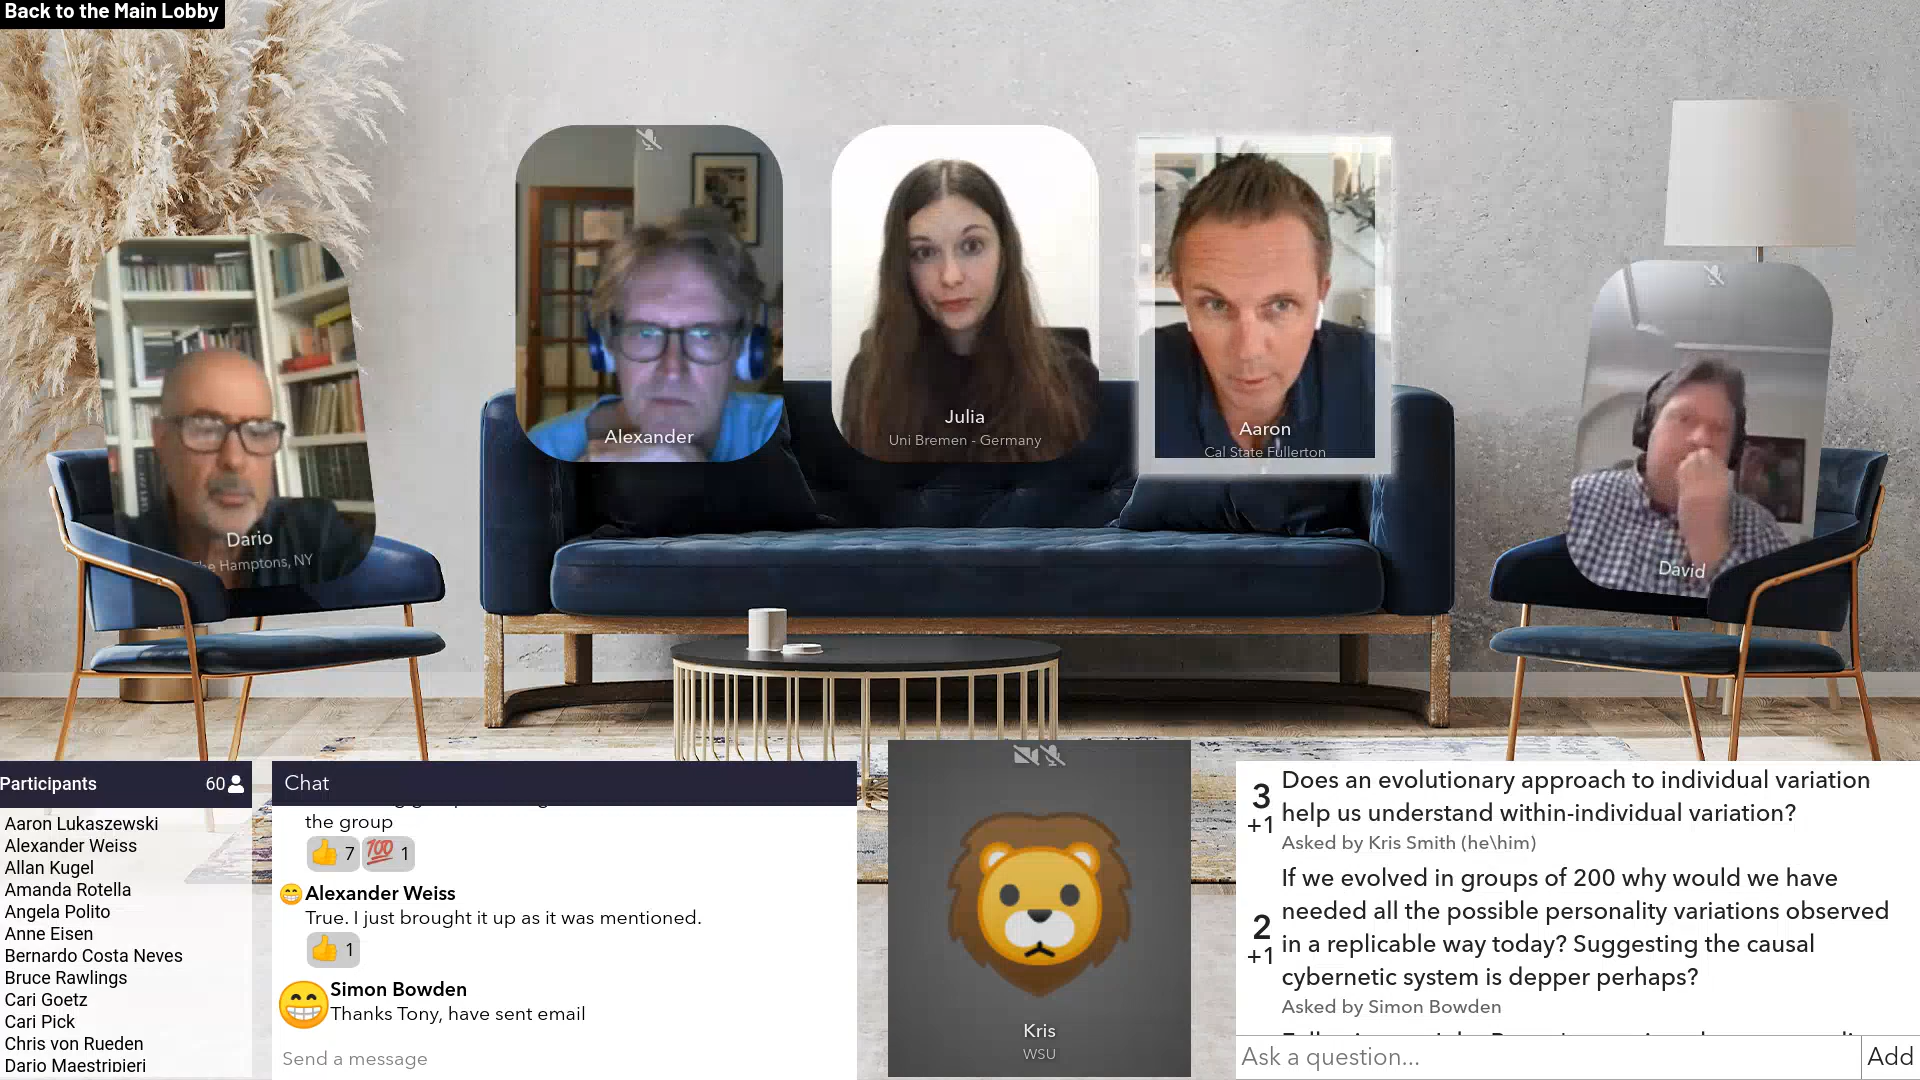 Back to the Main Lobby
Alexander
Julia
Uni Bremen - Germany
Aaron
Cal State Fullerton
Dario
The Hamptons, NY
David
Participants 60
Aaron Lukaszewski
Alexander Weiss
Allan Kugel
Amanda Rotella
Angela Polito
Anne Eisen
Bernardo Costa Neves
Bruce Rawlings
Cari Goetz
Cari Pick
Chris von Rueden
Dario Maestripieri
Chat
the group
👍 7 💯 1
Alexander Weiss
True. I just brought it up as it was mentioned.
👍 1
Simon Bowden
Thanks Tony, have sent email
Send a message
Kris
WSU
3
+1
Does an evolutionary approach to individual variation
help us understand within-individual variation?
Asked by Kris Smith (he\him)
2
+1
If we evolved in groups of 200 why would we have
needed all the possible personality variations observed
in a replicable way today? Suggesting the causal
cybernetic system is depper perhaps?
Asked by Simon Bowden
Ask a question...
Add